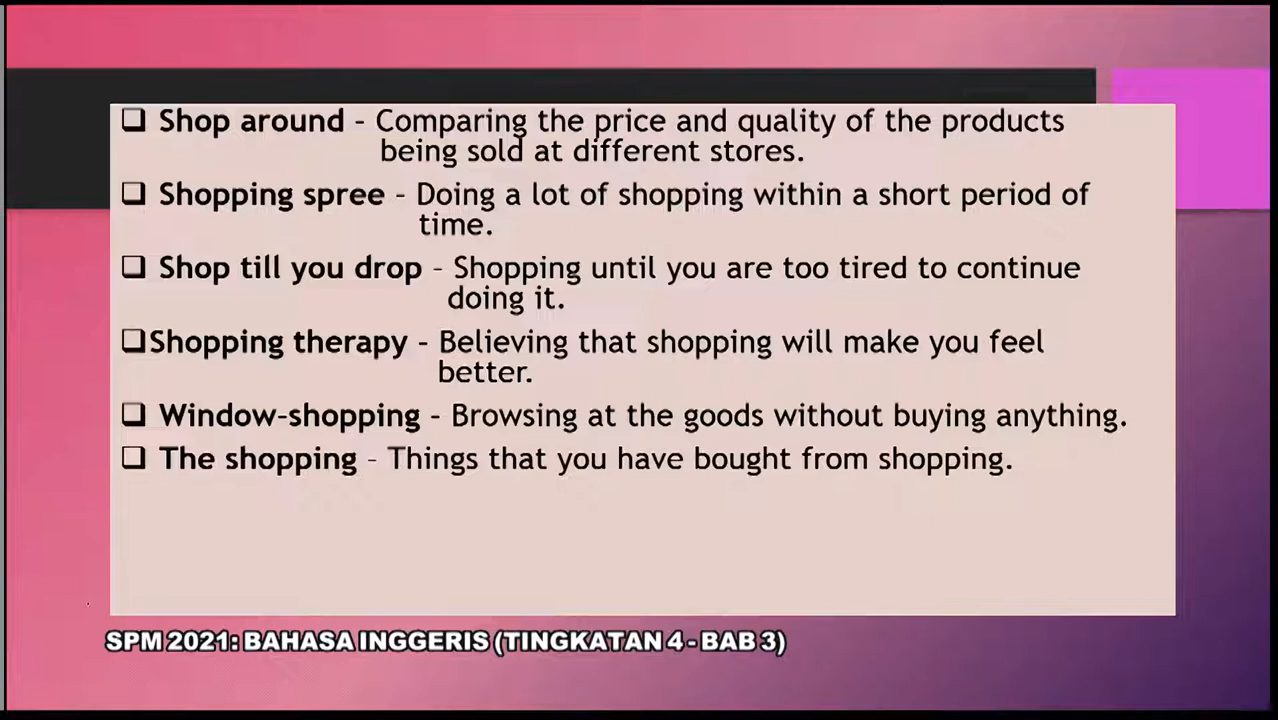 ❑ Shop around – Comparing the price and quality of the products
being sold at different stores.
❑ Shopping spree – Doing a lot of shopping within a short period of
time.
❑ Shop till you drop – Shopping until you are too tired to continue
doing it.
❑Shopping therapy – Believing that shopping will make you feel
better.
❑ Window-shopping – Browsing at the goods without buying anything.
❑ The shopping – Things that you have bought from shopping.
SPM 2021: BAHASA INGGERIS (TINGKATAN 4 - BAB 3)